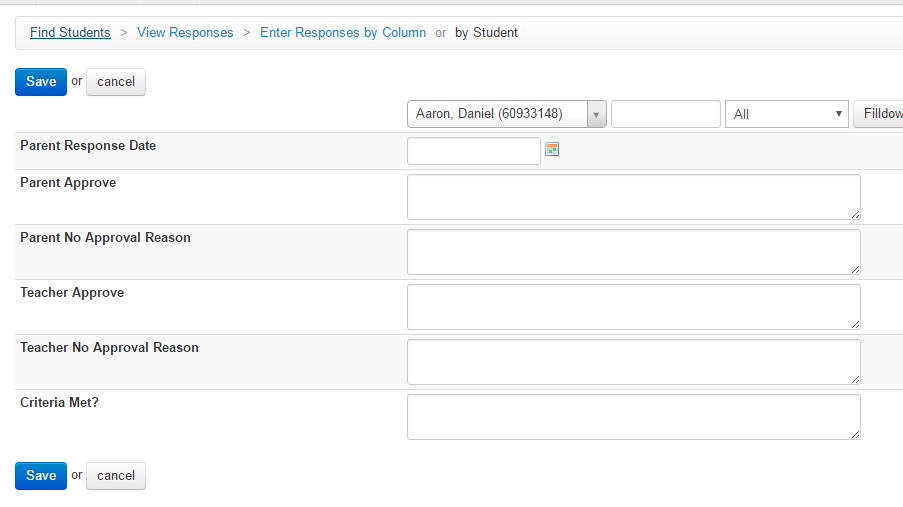 Find Students > View Responses > Enter Responses by Column or by Student
Save or cancel
Aaron, Daniel (60933148) All Filldow
Parent Response Date
Parent Approve
Parent No Approval Reason
Teacher Approve
Teacher No Approval Reason
Criteria Met?
Save or cancel